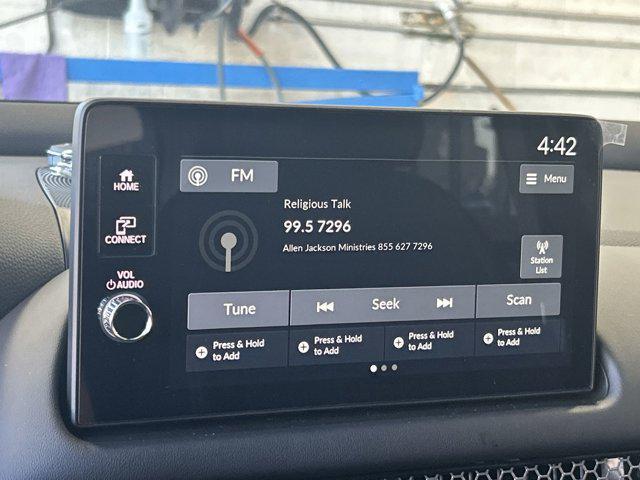 4:42
HOME
FM
Menu
Religious Talk
99.5 7296
Allen Jackson Ministries 855 627 7296
CONNECT
Station
List
VOL
AUDIO
Tune
Seek
Scan
Press & Hold
to Add
Press & Hold
to Add
Press & Hold
to Add
Press & Hold
to Add